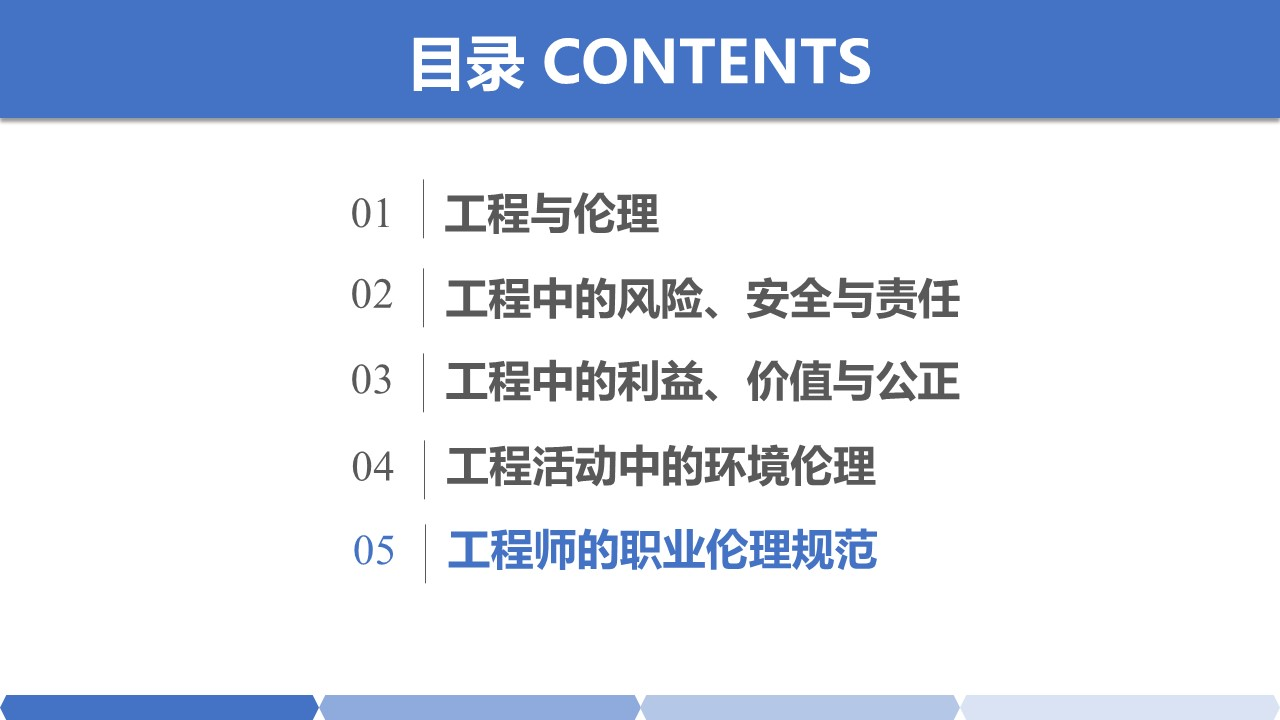 目录 CONTENTS
01 工程与伦理
02 工程中的风险、安全与责任
03 工程中的利益、价值与公正
04 工程活动中的环境伦理
05 工程师的职业伦理规范